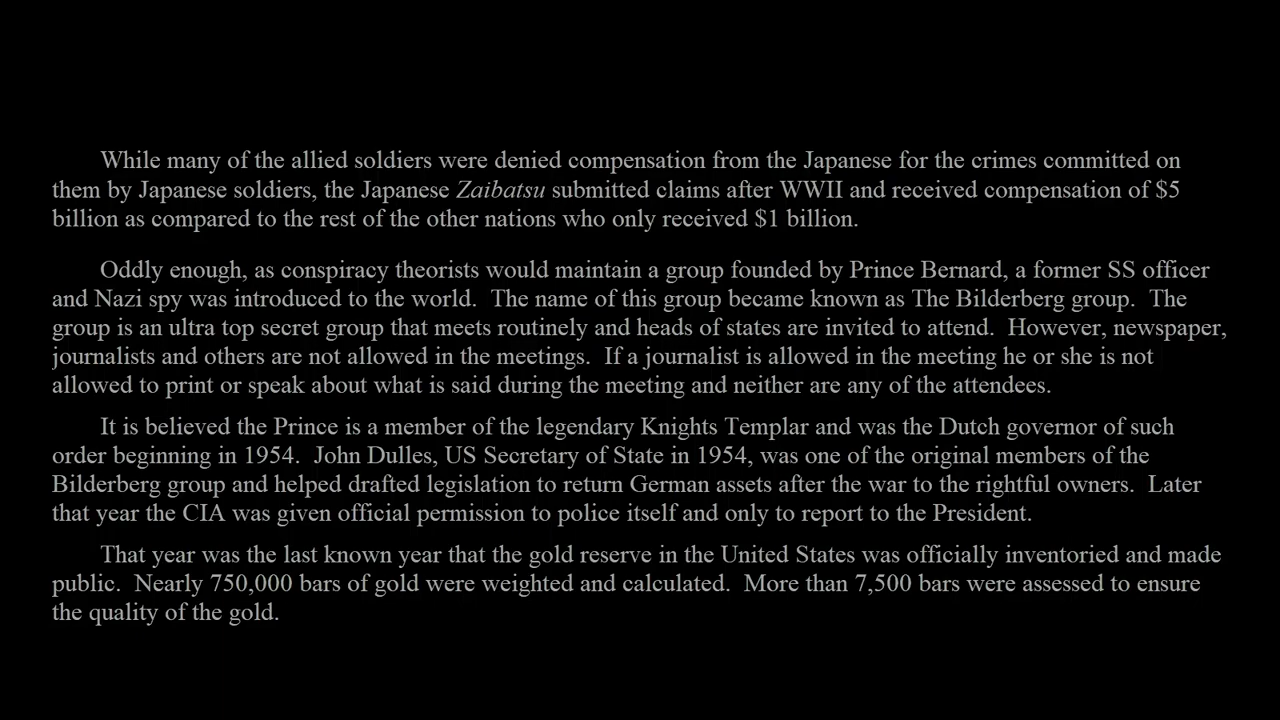 While many of the allied soldiers were denied compensation from the Japanese for the crimes committed on
them by Japanese soldiers, the Japanese Zaibatsu submitted claims after WWII and received compensation of $5
billion as compared to the rest of the other nations who only received $1 billion.
Oddly enough, as conspiracy theorists would maintain a group founded by Prince Bernard, a former SS officer
and Nazi spy was introduced to the world.  The name of this group became known as The Bilderberg group.  The
group is an ultra top secret group that meets routinely and heads of states are invited to attend.  However, newspaper,
journalists and others are not allowed in the meetings.  If a journalist is allowed in the meeting he or she is not
allowed to print or speak about what is said during the meeting and neither are any of the attendees.
It is believed the Prince is a member of the legendary Knights Templar and was the Dutch governor of such
order beginning in 1954.  John Dulles, US Secretary of State in 1954, was one of the original members of the
Bilderberg group and helped drafted legislation to return German assets after the war to the rightful owners.  Later
that year the CIA was given official permission to police itself and only to report to the President.
That year was the last known year that the gold reserve in the United States was officially inventoried and made
public.  Nearly 750,000 bars of gold were weighted and calculated.  More than 7,500 bars were assessed to ensure
the quality of the gold.